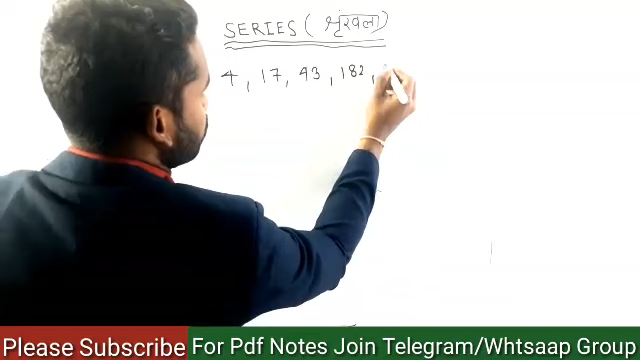 SERIES ( श्रृंखला )
4, 17, 43, 182,
Please Subscribe For Pdf Notes Join Telegram/Whtsaap Group